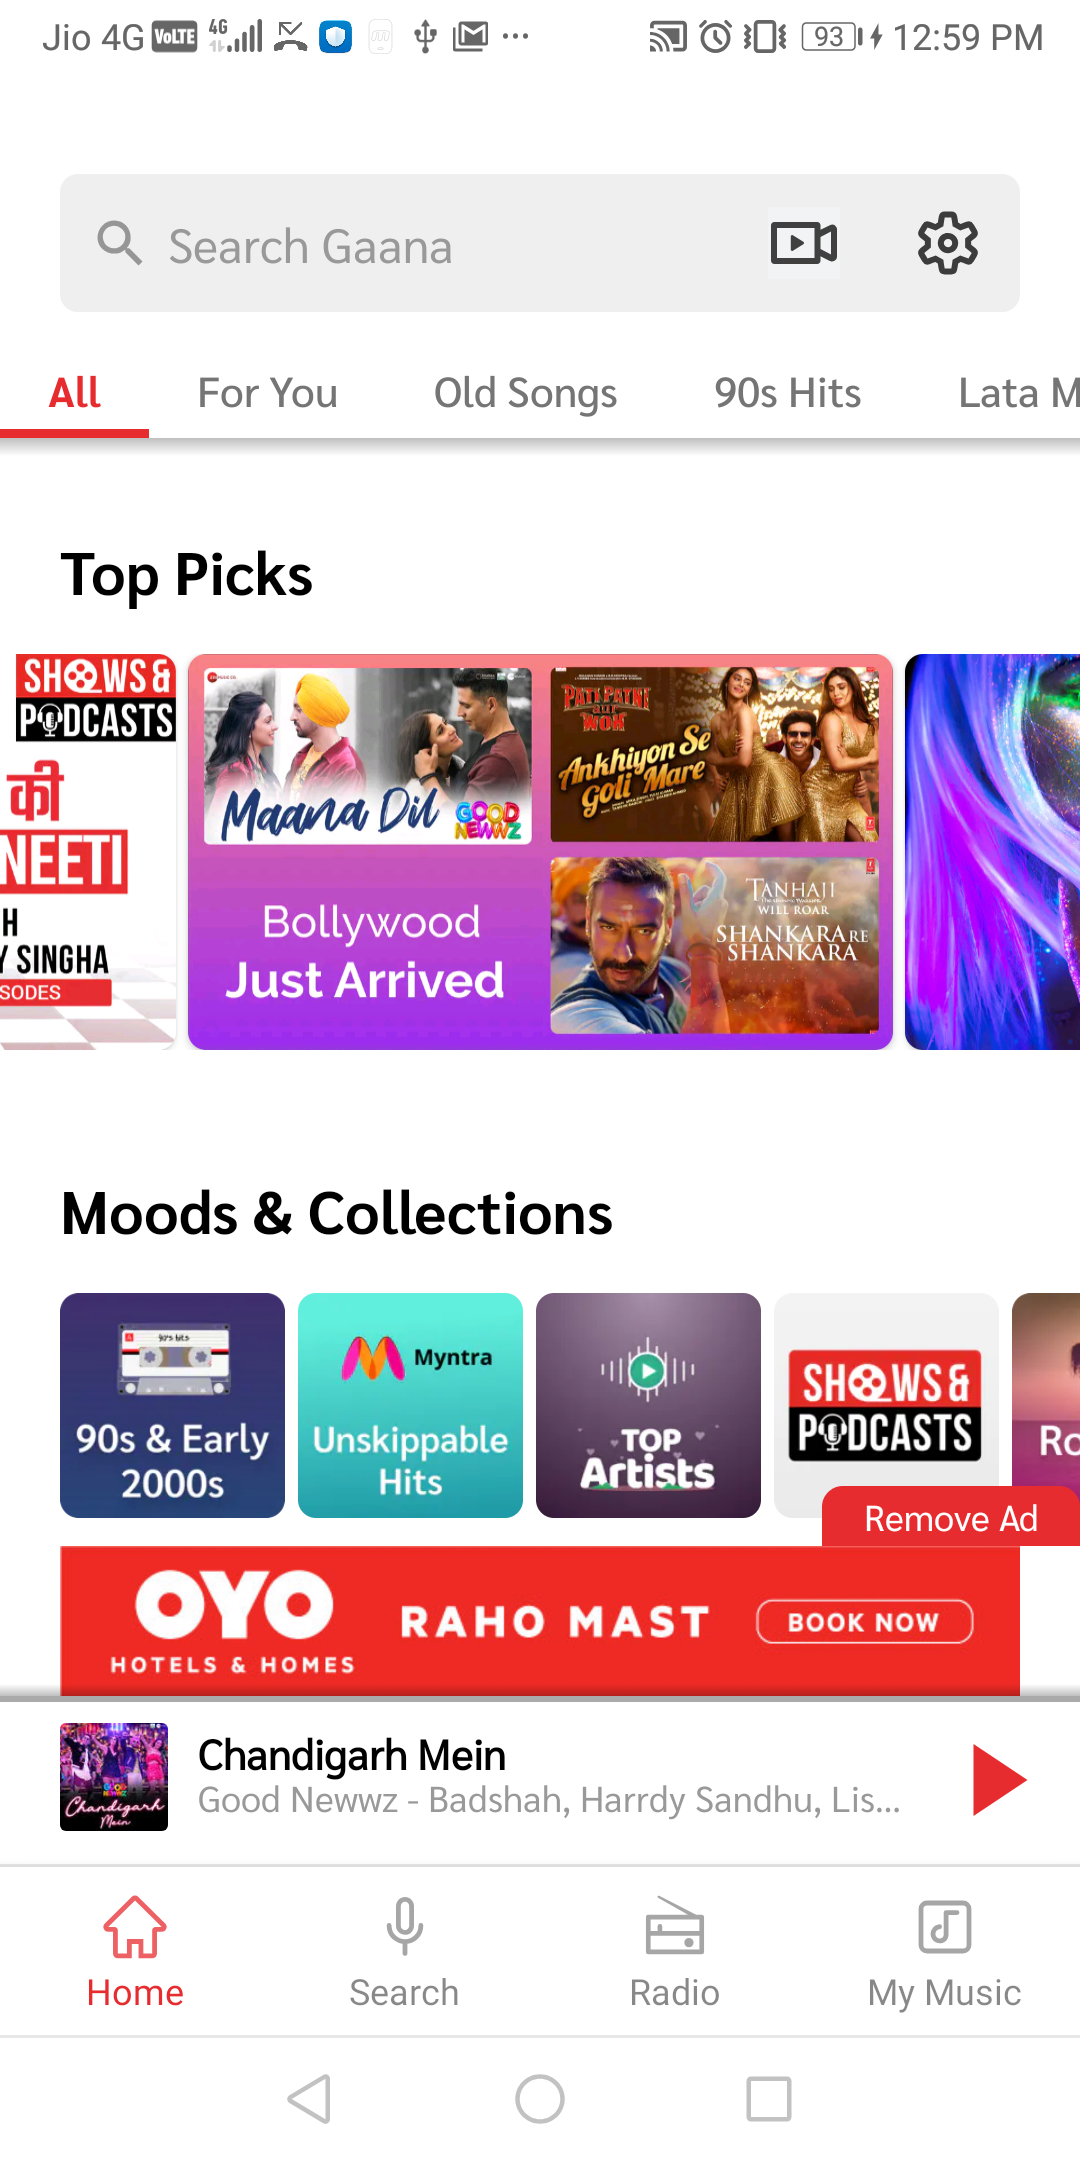 Jio 4G VoLTE 4G 93 12:59 PM
Search Gaana
All For You Old Songs 90s Hits Lata M
Top Picks
SHOWS &
PODCASTS
की
NEETI
H
Y SINGHA
SODES
Maana Dil
GOOD
NEWWZ
PATI PATNI
aur
WOH
Ankhiyon Se
Goli Mare
Bollywood
Just Arrived
TANHAJI
WILL ROAR
SHANKARA RE
SHANKARA
Moods & Collections
90's hits
90s & Early
2000s
Myntra
Unskippable
Hits
TOP
Artists
SHOWS &
PODCASTS
Ro
Remove Ad
OYO
HOTELS & HOMES
RAHO MAST
BOOK NOW
Chandigarh
Mein
Chandigarh Mein
Good Newwz - Badshah, Harrdy Sandhu, Lis...
Home Search Radio My Music